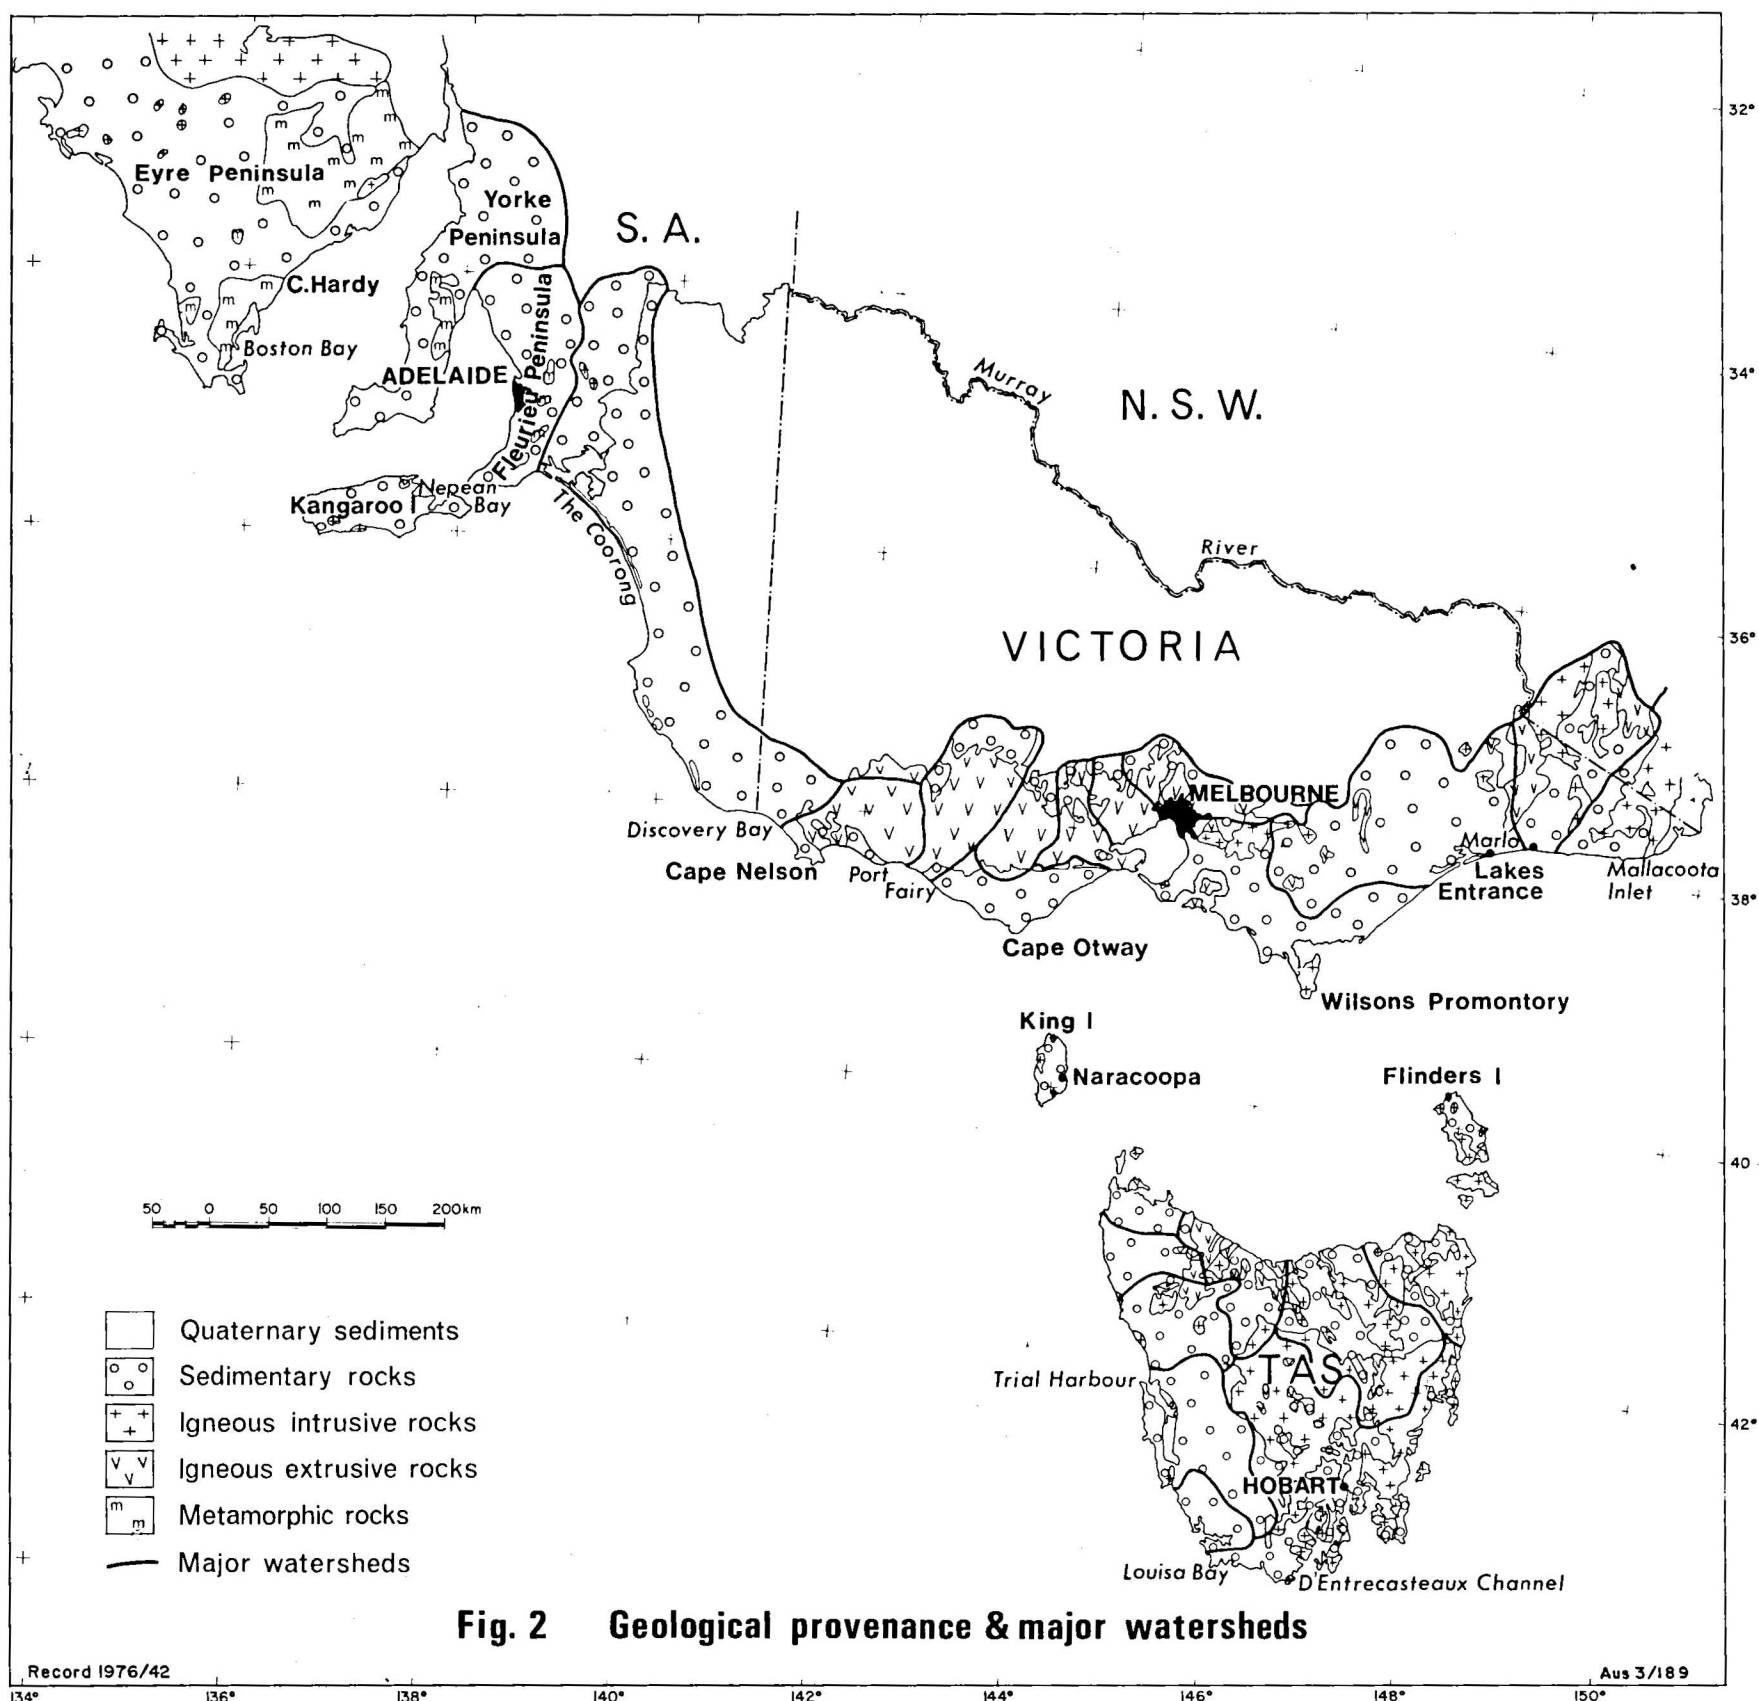 32°
Eyre Peninsula
Yorke
Peninsula
S. A.
C.Hardy
Boston Bay
Fleurieu Peninsula
ADELAIDE
34°
Murray
N. S. W.
Kangaroo I
Nepean
Bay
The Coorong
River
VICTORIA
36°
MELBOURNE
Discovery Bay
Cape Nelson
Port
Fairy
Marlo
Lakes
Entrance
Mallacoota
Inlet
38°
Cape Otway
Wilsons Promontory
King I
Naracoopa
Flinders I
40
50 0 50 100 150 200km
Quaternary sediments
Sedimentary rocks
Igneous intrusive rocks
Igneous extrusive rocks
Metamorphic rocks
Major watersheds
Trial Harbour
TAS
42°
HOBART
Louisa Bay
D'Entrecasteaux Channel
Fig. 2 Geological provenance & major watersheds
Record 1976/42
Aus 3/189
134° 136° 138° 140° 142° 144° 146° 148° 150°